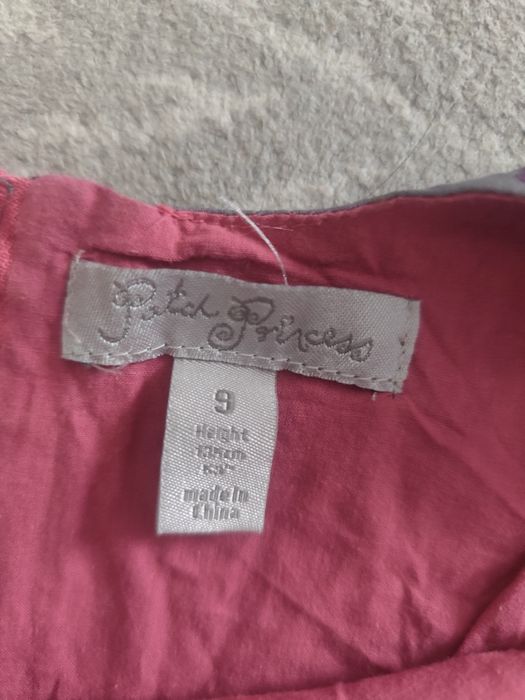 Patch Princess
9
Height
made in
China